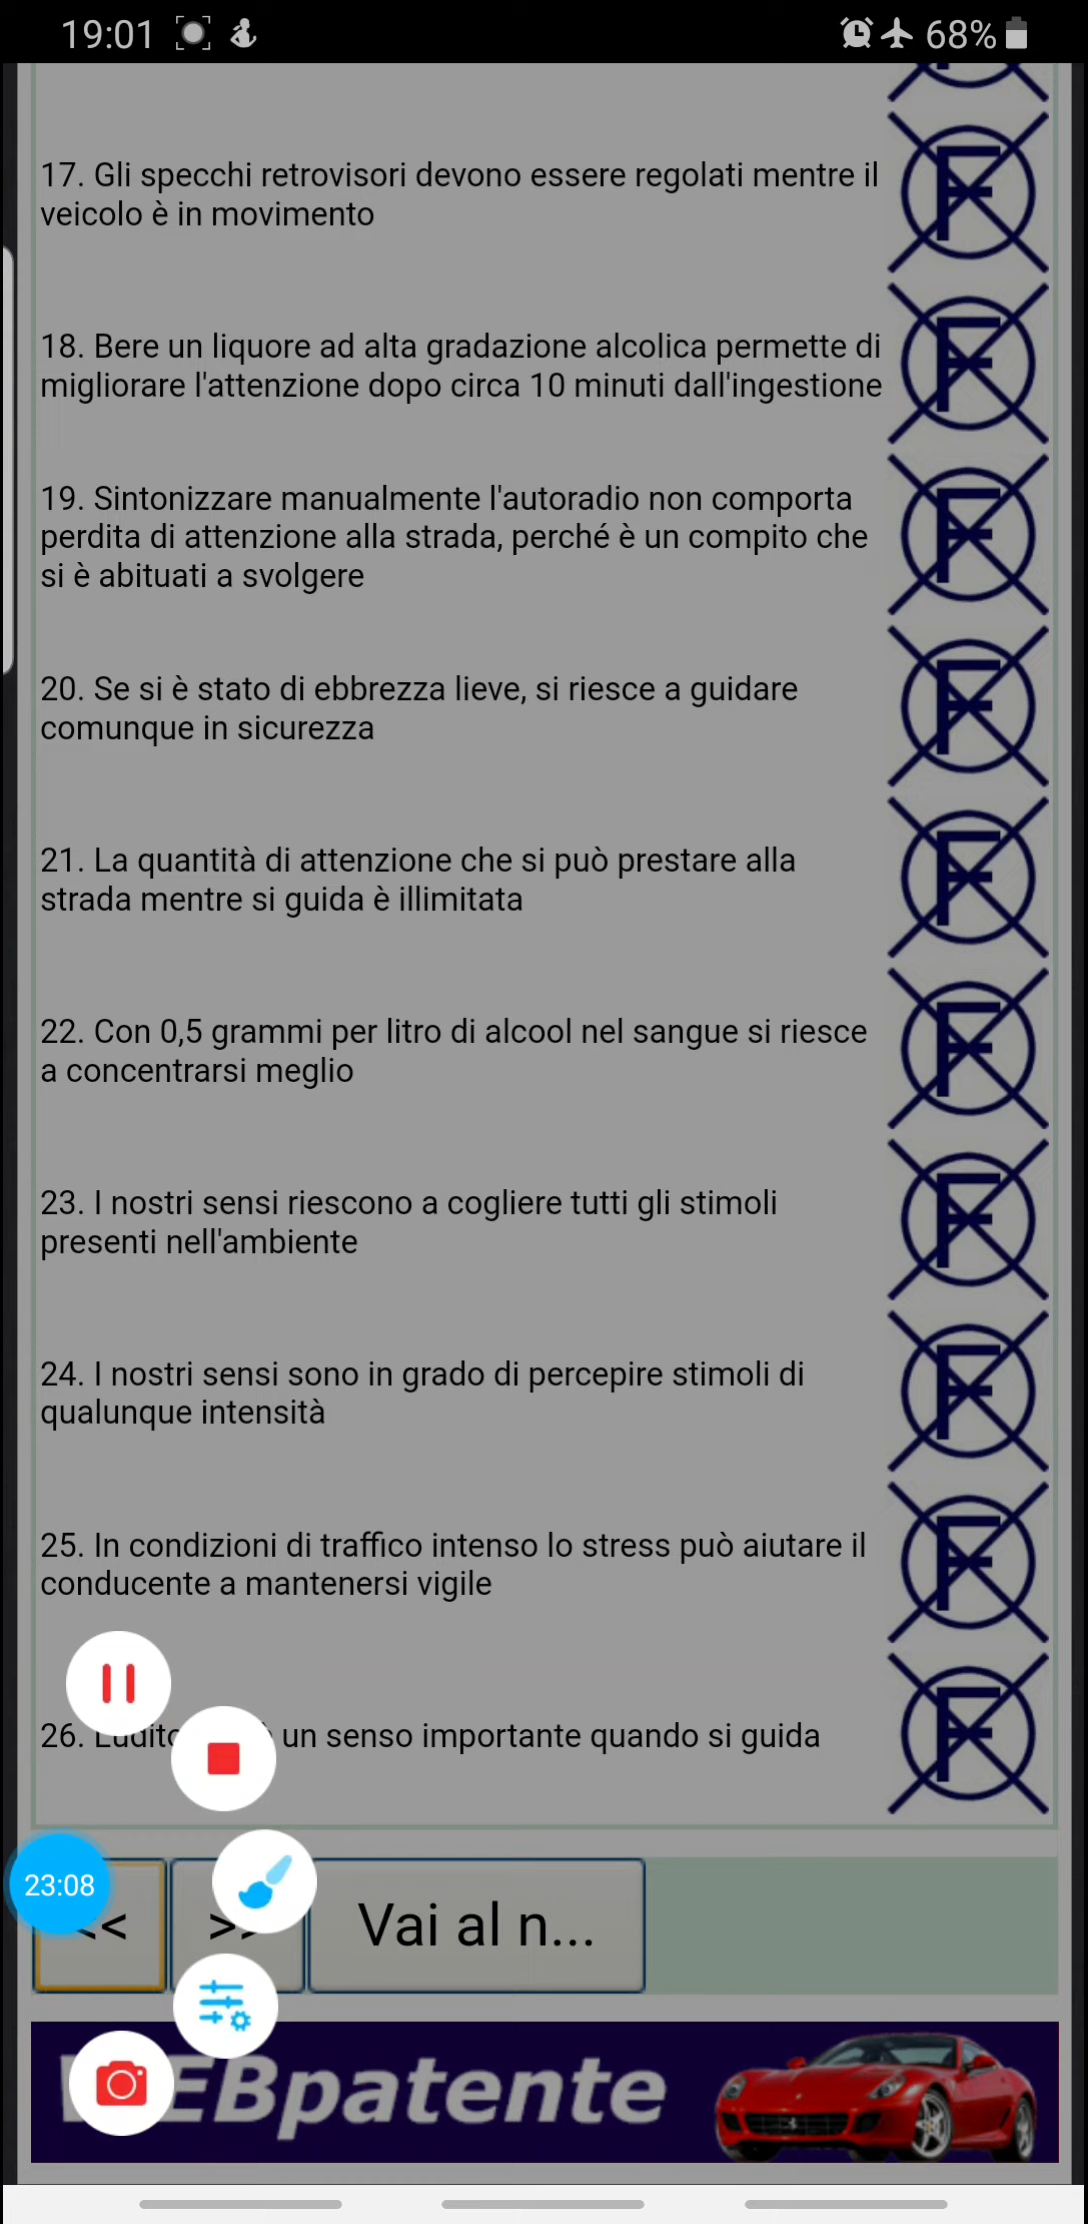 19:01
68%
17. Gli specchi retrovisori devono essere regolati mentre il
veicolo è in movimento
F
18. Bere un liquore ad alta gradazione alcolica permette di
migliorare l'attenzione dopo circa 10 minuti dall'ingestione
F
19. Sintonizzare manualmente l'autoradio non comporta
perdita di attenzione alla strada, perché è un compito che
si è abituati a svolgere
F
20. Se si è stato di ebbrezza lieve, si riesce a guidare
comunque in sicurezza
F
21. La quantità di attenzione che si può prestare alla
strada mentre si guida è illimitata
F
22. Con 0,5 grammi per litro di alcool nel sangue si riesce
a concentrarsi meglio
F
23. I nostri sensi riescono a cogliere tutti gli stimoli
presenti nell'ambiente
F
24. I nostri sensi sono in grado di percepire stimoli di
qualunque intensità
F
25. In condizioni di traffico intenso lo stress può aiutare il
conducente a mantenersi vigile
F
26. un senso importante quando si guida
F
23:08
<< >> Vai al n...
WEBpatente